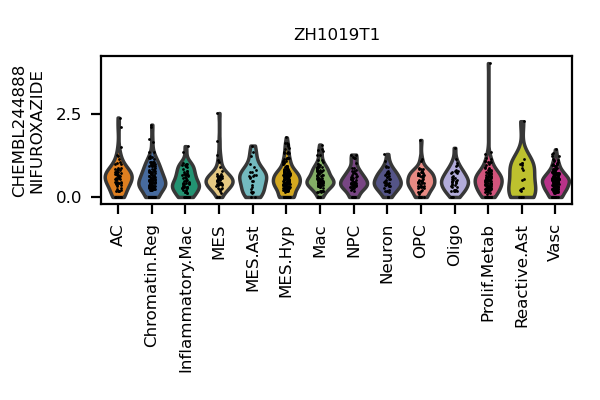 ZH1019T1
CHEMBL244888
NIFUROXAZIDE
2.5
0.0
AC
Chromatin.Reg
Inflammatory.Mac
MES
MES.Ast
MES.Hyp
Mac
NPC
Neuron
OPC
Oligo
Prolif.Metab
Reactive.Ast
Vasc